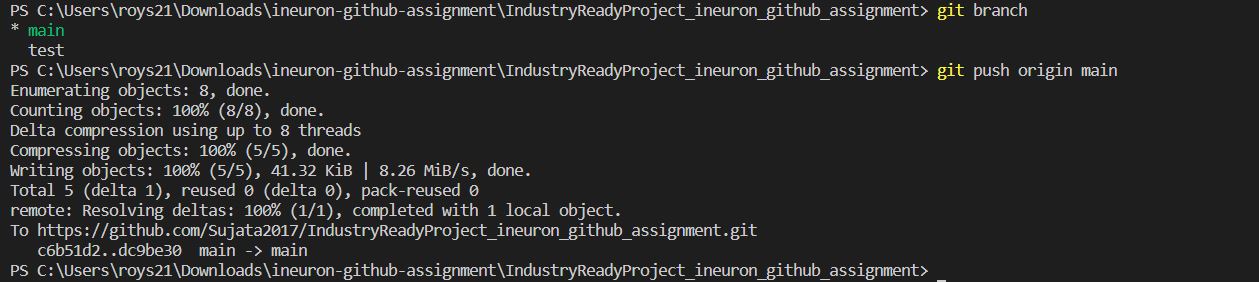 PS C:\Users\roys21\Downloads\ineuron-github-assignment\IndustryReadyProject_ineuron_github_assignment> git branch
* main
  test
PS C:\Users\roys21\Downloads\ineuron-github-assignment\IndustryReadyProject_ineuron_github_assignment> git push origin main
Enumerating objects: 8, done.
Counting objects: 100% (8/8), done.
Delta compression using up to 8 threads
Compressing objects: 100% (5/5), done.
Writing objects: 100% (5/5), 41.32 KiB | 8.26 MiB/s, done.
Total 5 (delta 1), reused 0 (delta 0), pack-reused 0
remote: Resolving deltas: 100% (1/1), completed with 1 local object.
To https://github.com/Sujata2017/IndustryReadyProject_ineuron_github_assignment.git
   c6b51d2..dc9be30  main -> main
PS C:\Users\roys21\Downloads\ineuron-github-assignment\IndustryReadyProject_ineuron_github_assignment>